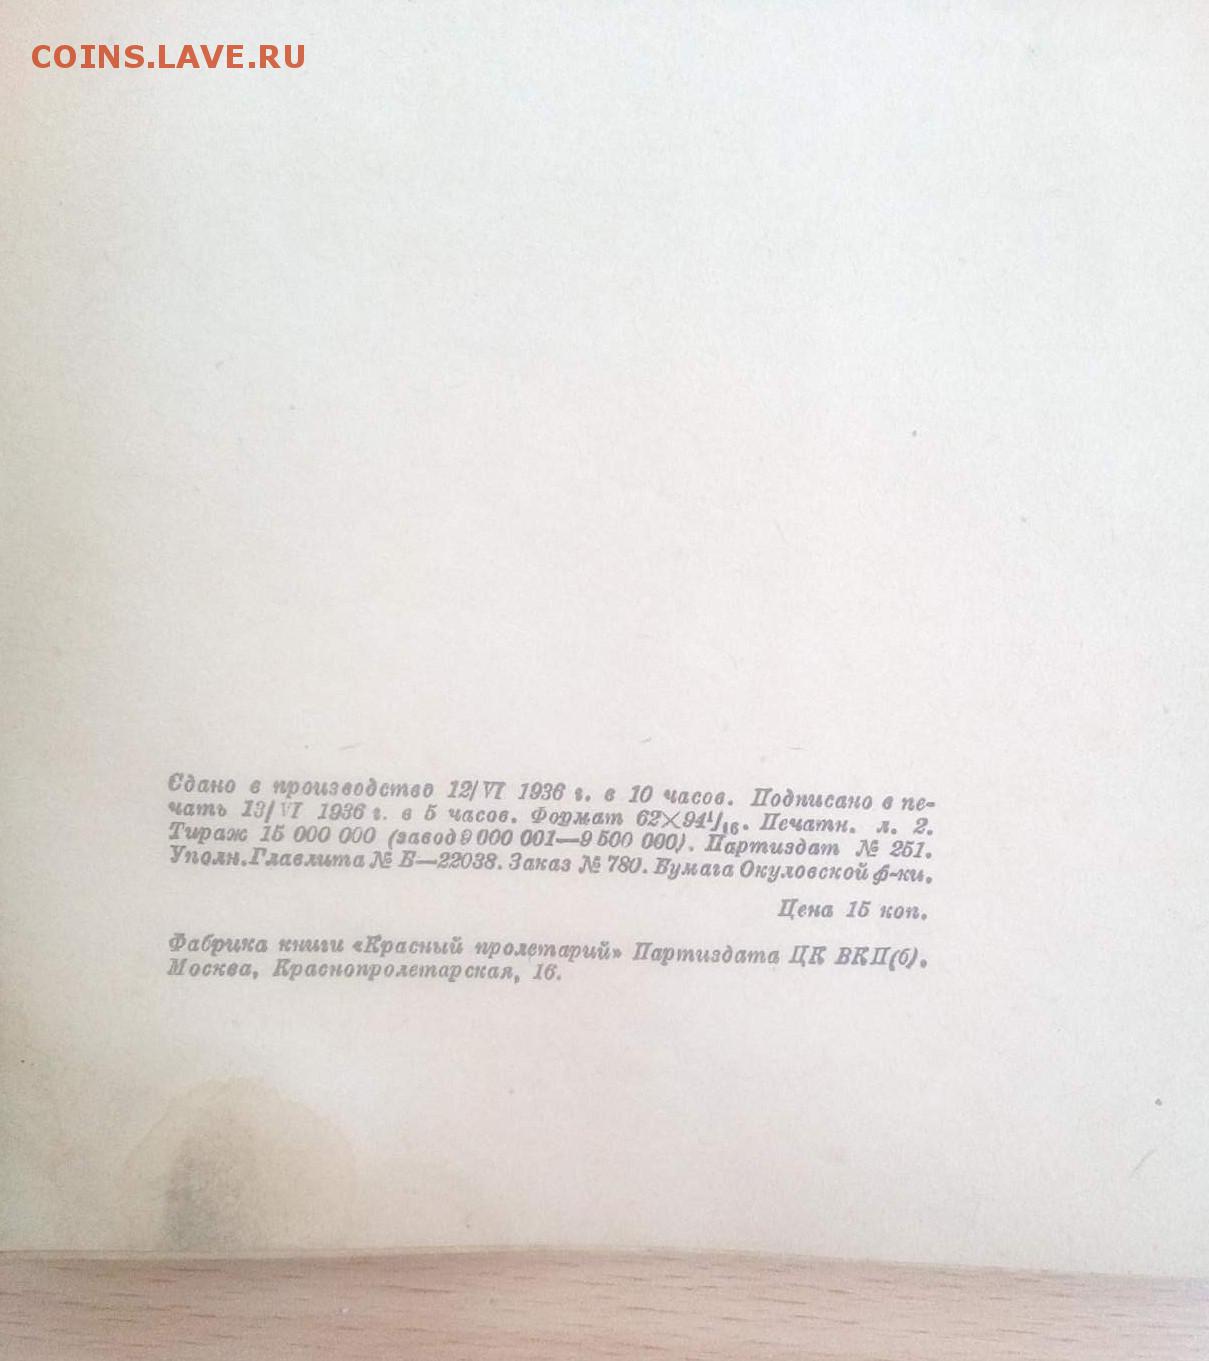 COINS.LAVE.RU
Сдано в производство 12/VI 1936 г. в 10 часов. Подписано в пе-
чать 13/VI 1936 г. в 5 часов. Формат 62×94¹/₁₆. Печатн. л. 2.
Тираж 15 000 000 (завод 9 000 001—9 500 000). Партиздат № 251.
Уполн. Главлита № Б—22038. Заказ № 780. Бумага Окуловской ф-ки.
Цена 15 коп.
Фабрика книги «Красный пролетарий» Партиздата ЦК ВКП(б).
Москва, Краснопролетарская, 16.